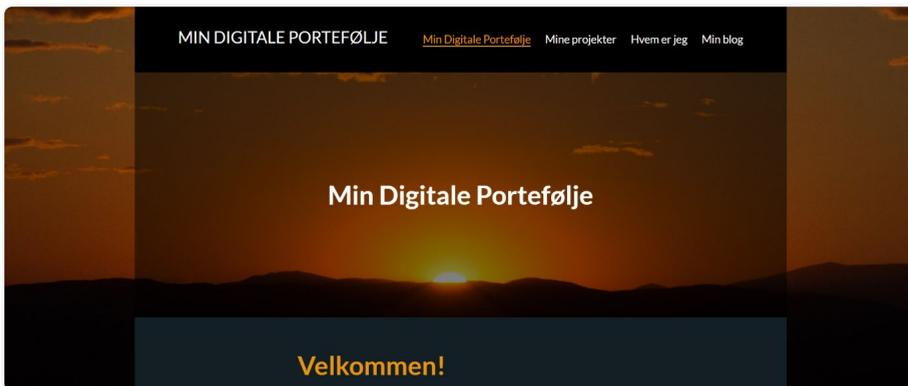 MIN DIGITALE PORTEFØLJE
Min Digitale Portefølje Mine projekter Hvem er jeg Min blog
Min Digitale Portefølje
Velkommen!